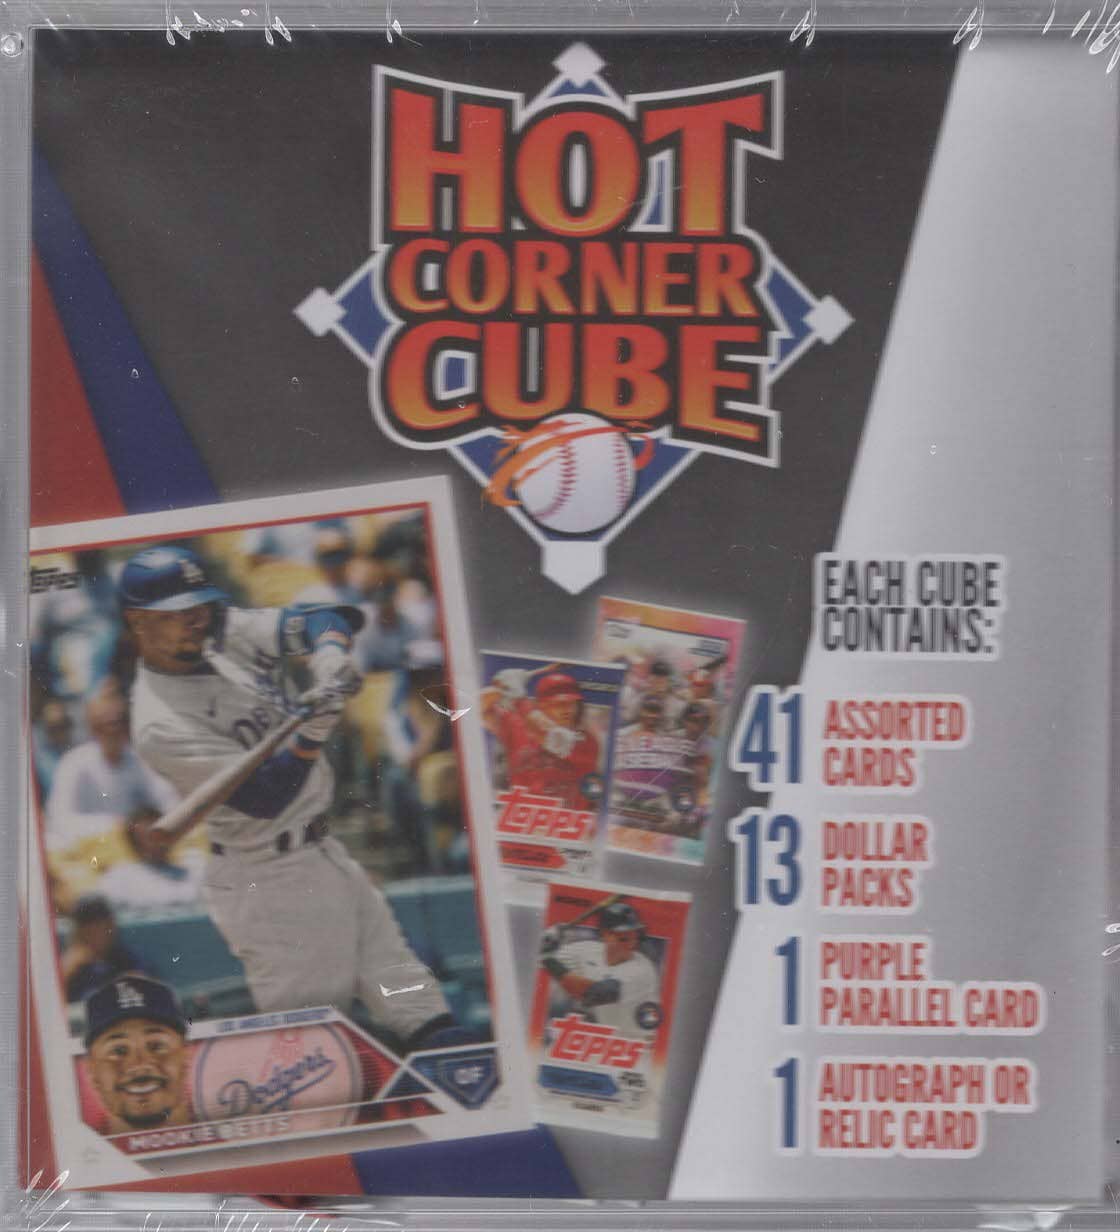 HOT
CORNER
CUBE
Topps
EACH CUBE
CONTAINS:
41 ASSORTED
CARDS
13 DOLLAR
PACKS
1 PURPLE
PARALLEL CARD
1 AUTOGRAPH OR
RELIC CARD
Topps
Topps
LOS ANGELES DODGERS
Dodgers
OF
MOOKIE BETTS